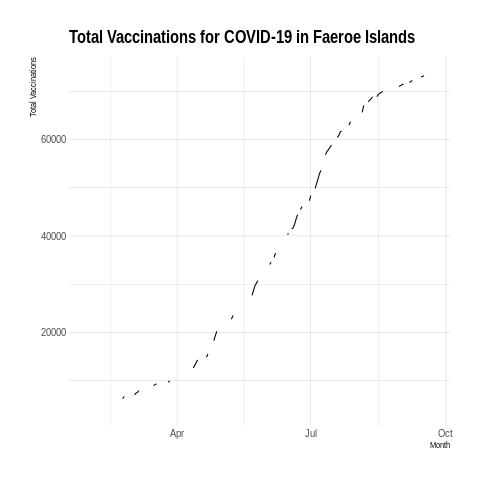 Total Vaccinations for COVID-19 in Faeroe Islands
Total Vaccinations
60000
40000
20000
Apr Jul Oct
Month